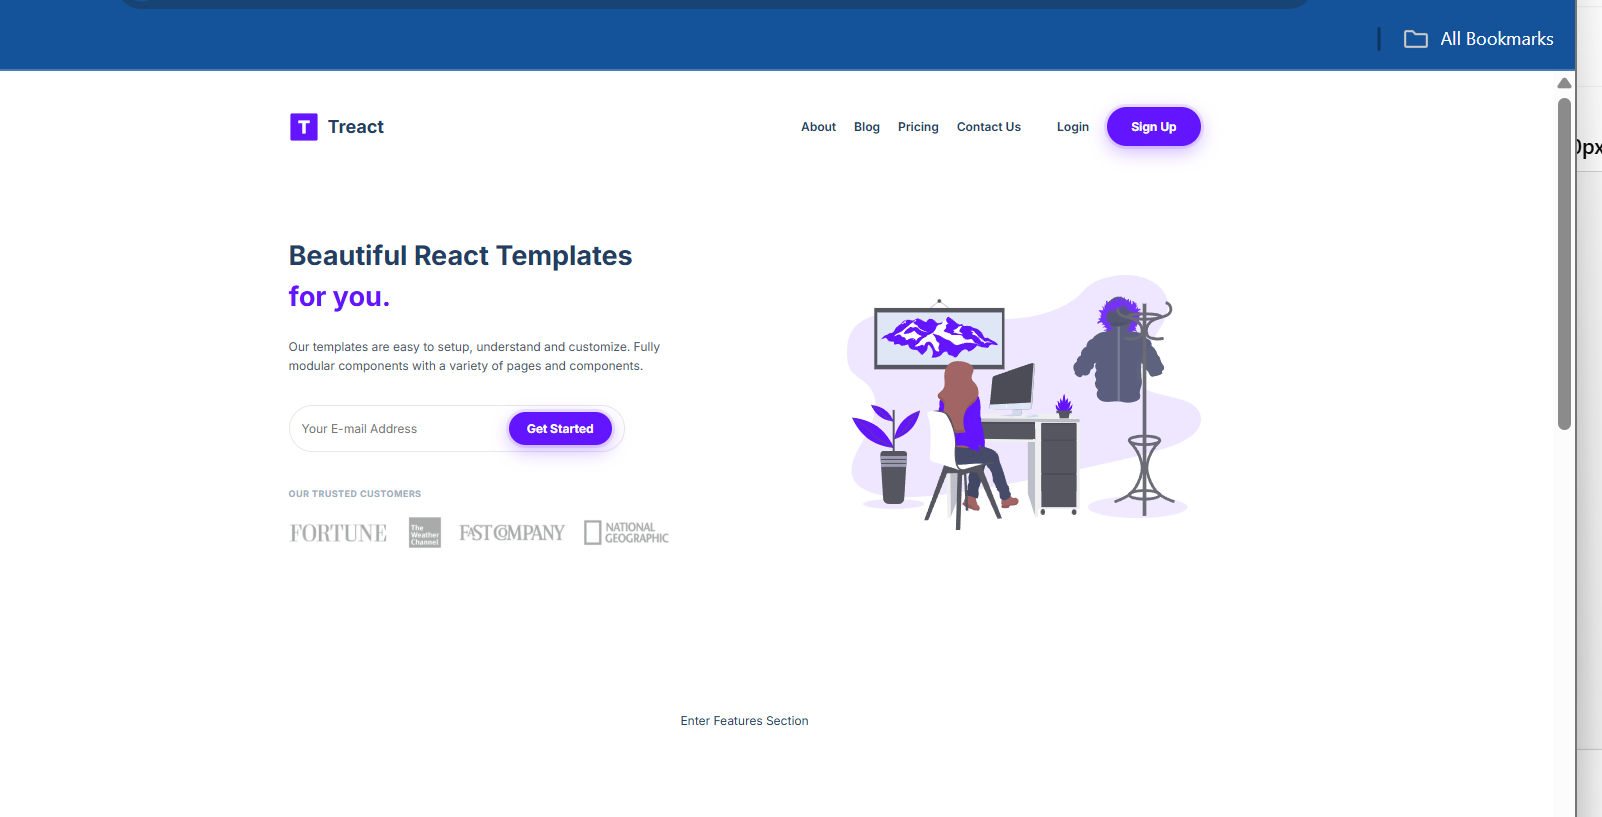 All Bookmarks
T Treact
About Blog Pricing Contact Us Login Sign Up
Beautiful React Templates
for you.
Our templates are easy to setup, understand and customize. Fully
modular components with a variety of pages and components.
Your E-mail Address Get Started
OUR TRUSTED CUSTOMERS
FORTUNE
The
Weather
Channel
FAST COMPANY
NATIONAL
GEOGRAPHIC
Enter Features Section